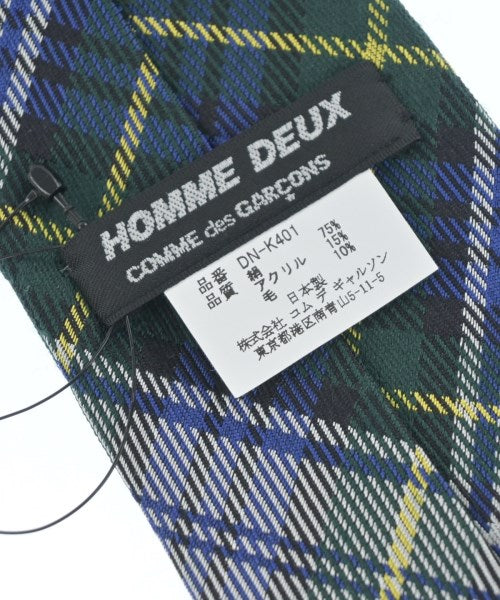 HOMME DEUX
COMME des GARÇONS
品番 DN-K401
品質 絹 75%
アクリル 15%
毛 10%
日本製
株式会社 コム デ ギャルソン
東京都港区南青山5-11-5